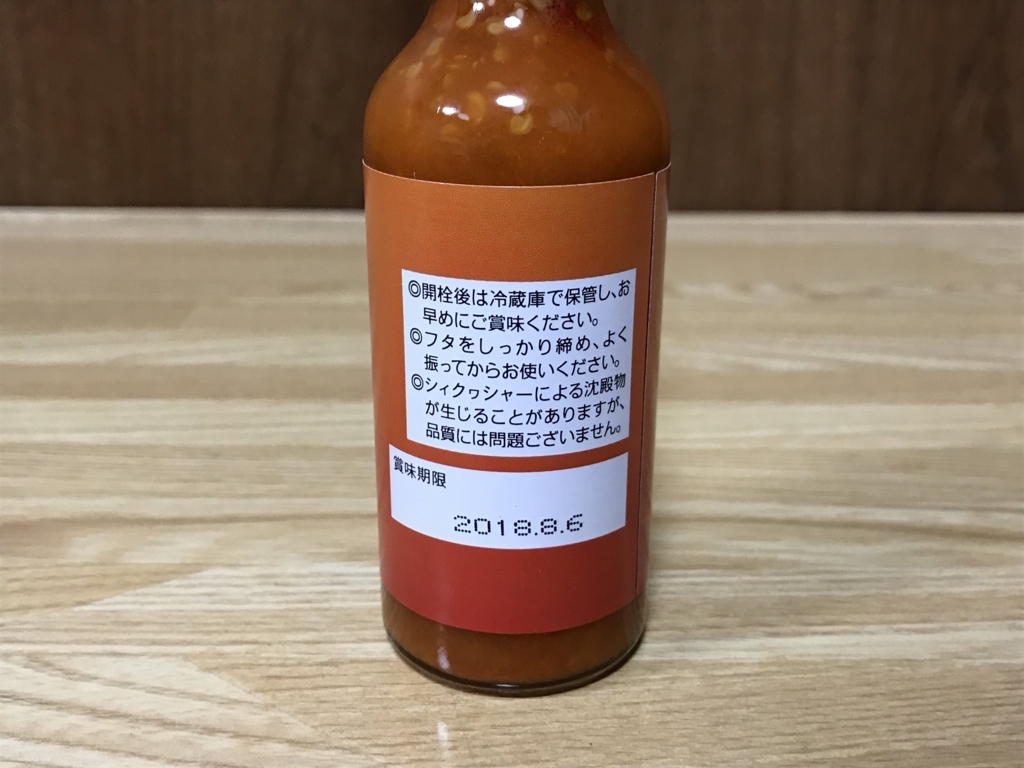 ◎開栓後は冷蔵庫で保管し、お
早めにご賞味ください。
◎フタをしっかり締め、よく
振ってからお使いください。
◎シィクヮシャーによる沈殿物
が生じることがありますが、
品質には問題ございません。
賞味期限
2018.8.6